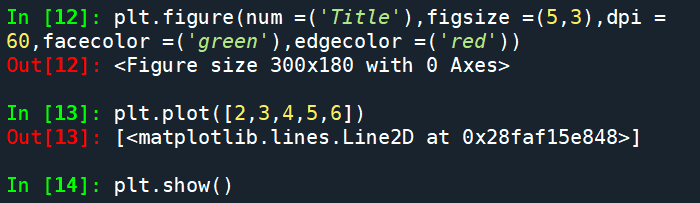 In [12]: plt.figure(num =('Title'),figsize =(5,3),dpi =
60,facecolor =('green'),edgecolor =('red'))
Out[12]: <Figure size 300x180 with 0 Axes>
In [13]: plt.plot([2,3,4,5,6])
Out[13]: [<matplotlib.lines.Line2D at 0x28faf15e848>]
In [14]: plt.show()